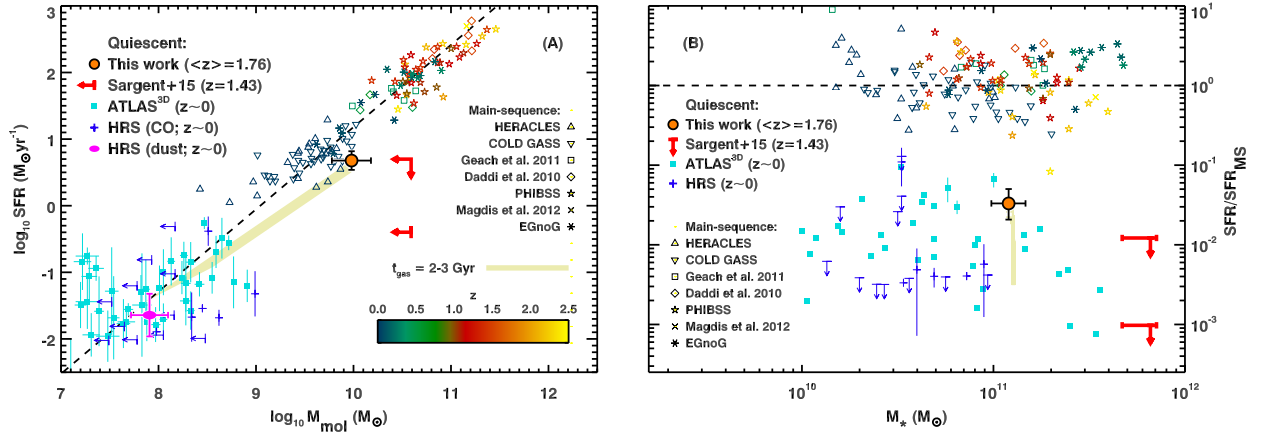 (A)
Quiescent:
This work (<z>=1.76)
Sargent+15 (z=1.43)
ATLAS³ᴰ (z~0)
HRS (CO; z~0)
HRS (dust; z~0)
Main-sequence:
HERACLES
COLD GASS
Geach et al. 2011
Daddi et al. 2010
PHIBSS
Magdis et al. 2012
EGnoG
t_gas = 2-3 Gyr
z
0.0 0.5 1.0 1.5 2.0 2.5
3
2
1
0
-1
-2
log₁₀ SFR (M☉yr⁻¹)
7 8 9 10 11 12
log₁₀ M_mol (M☉)
(B)
Quiescent:
This work (<z>=1.76)
Sargent+15 (z=1.43)
ATLAS³ᴰ (z~0)
HRS (z~0)
Main-sequence:
HERACLES
COLD GASS
Geach et al. 2011
Daddi et al. 2010
PHIBSS
Magdis et al. 2012
EGnoG
10¹
10⁰
10⁻¹
10⁻²
10⁻³
SFR/SFR_MS
10¹⁰ 10¹¹ 10¹²
M* (M☉)